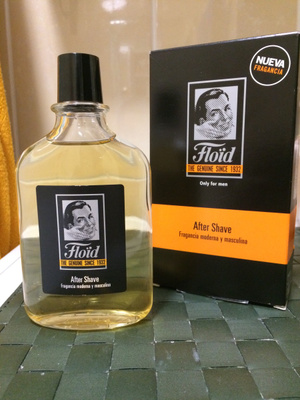 Floïd
THE GENUINE SINCE 1932
After Shave
Fragancia moderna y masculina
NUEVA
FRAGANCIA
Floïd
THE GENUINE SINCE 1932
Only for men
After Shave
Fragancia moderna y masculina